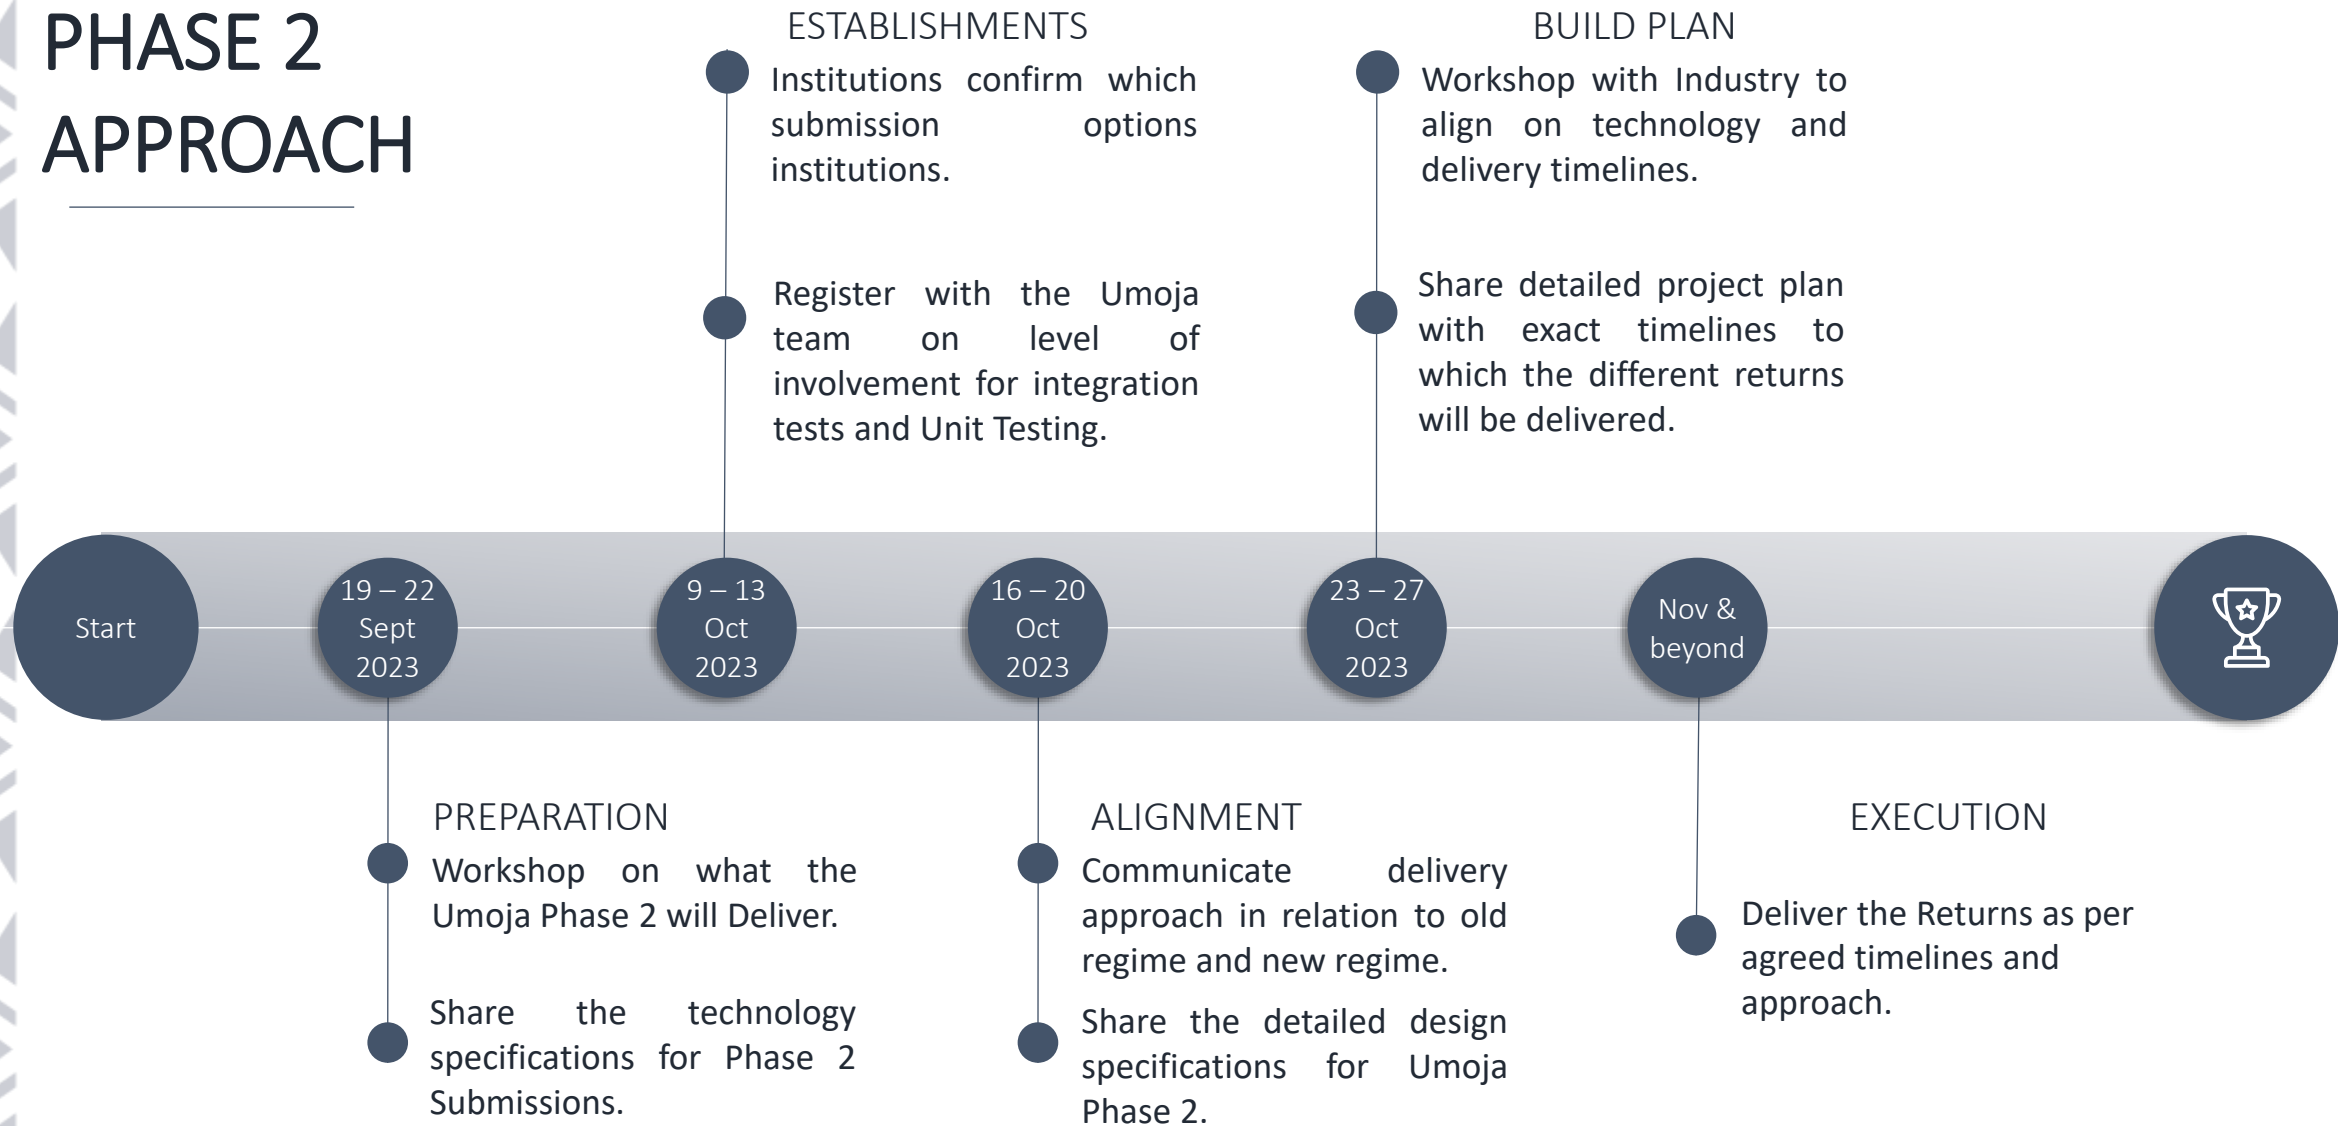 PHASE 2
APPROACH
ESTABLISHMENTS
Institutions confirm which
submission options
institutions.
Register with the Umoja
team on level of
involvement for integration
tests and Unit Testing.
BUILD PLAN
Workshop with Industry to
align on technology and
delivery timelines.
Share detailed project plan
with exact timelines to
which the different returns
will be delivered.
Start
19 – 22
Sept
2023
9 – 13
Oct
2023
16 – 20
Oct
2023
23 – 27
Oct
2023
Nov &
beyond
PREPARATION
Workshop on what the
Umoja Phase 2 will Deliver.
Share the technology
specifications for Phase 2
Submissions.
ALIGNMENT
Communicate delivery
approach in relation to old
regime and new regime.
Share the detailed design
specifications for Umoja
Phase 2.
EXECUTION
Deliver the Returns as per
agreed timelines and
approach.